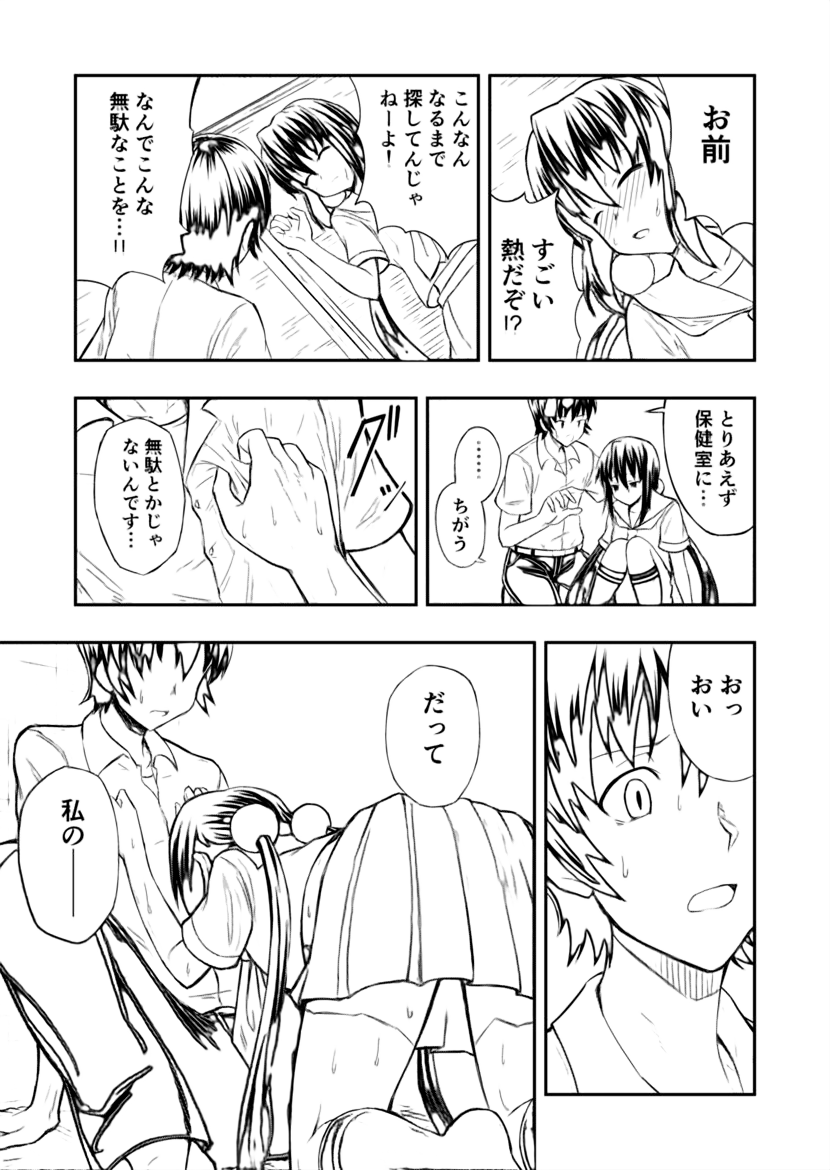 お前
すごい
熱だぞ!?
こんなん
なるまで
探してんじゃ
ねーよ!
なんでこんな
無駄なことを…!!
とりあえず
保健室に…
……
ちがう
ダッ
無駄とかじゃ
ないんです…
おっ
おい
だって
私の――